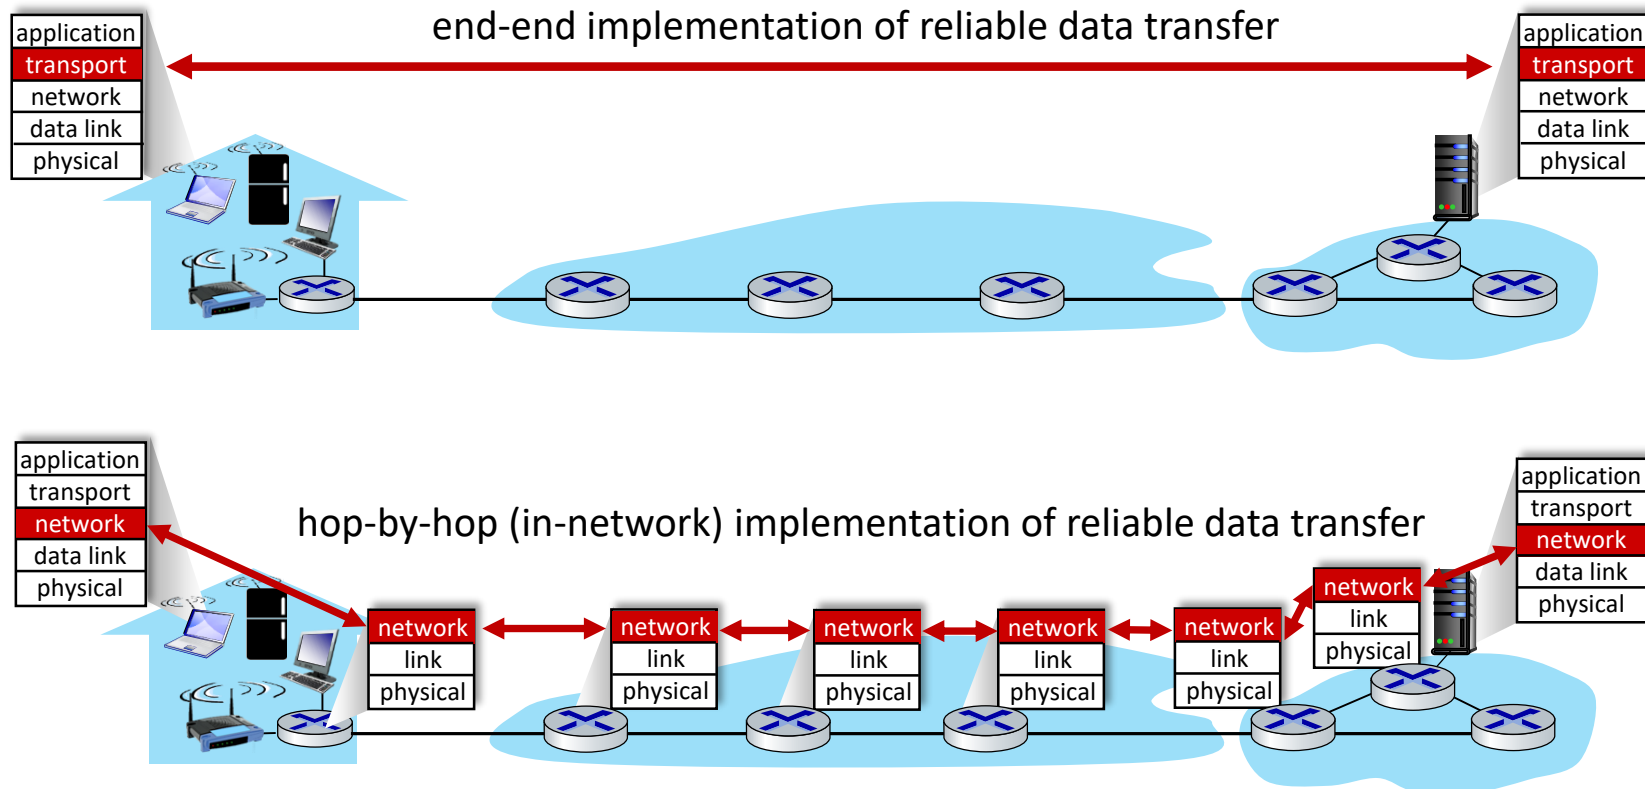 end-end implementation of reliable data transfer
application
transport
network
data link
physical
application
transport
network
data link
physical
hop-by-hop (in-network) implementation of reliable data transfer
application
transport
network
data link
physical
network
link
physical
network
link
physical
network
link
physical
network
link
physical
network
link
physical
network
link
physical
application
transport
network
data link
physical